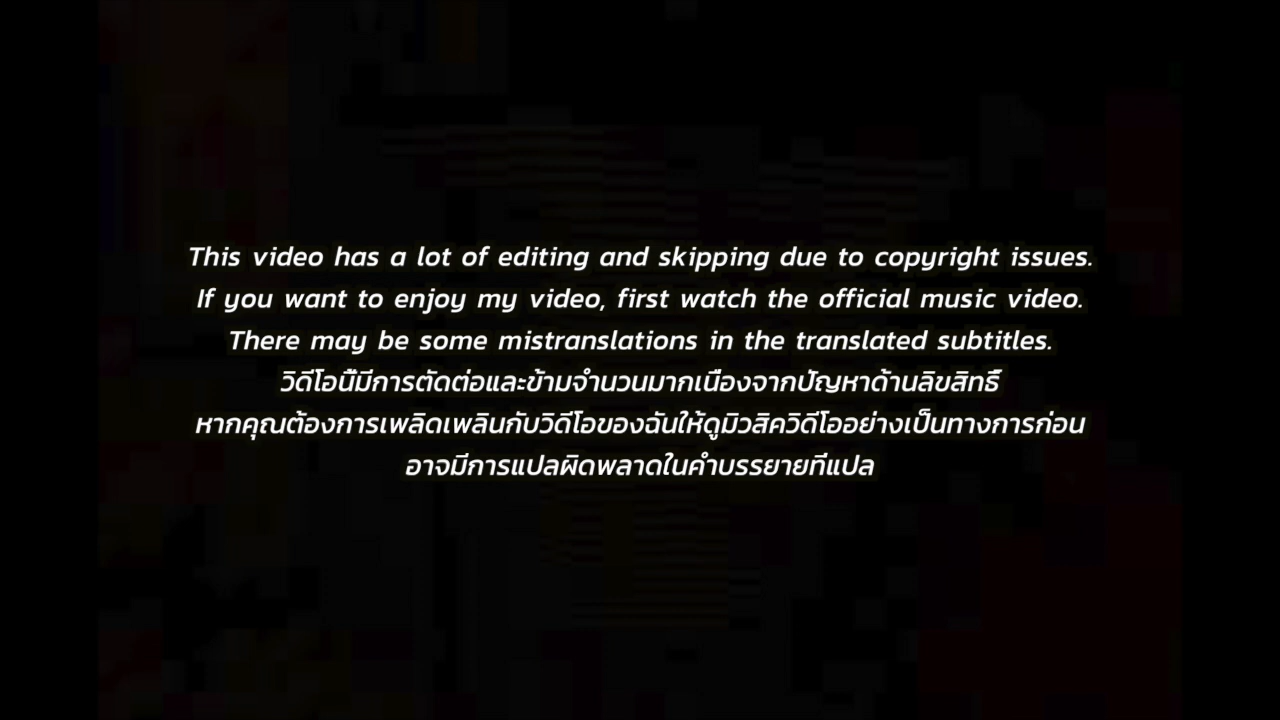 This video has a lot of editing and skipping due to copyright issues.
If you want to enjoy my video, first watch the official music video.
There may be some mistranslations in the translated subtitles.
วิดีโอนี้มีการตัดต่อและข้ามจำนวนมากเนื่องจากปัญหาด้านลิขสิทธิ์
หากคุณต้องการเพลิดเพลินกับวิดีโอของฉันให้ดูมิวสิควิดีโออย่างเป็นทางการก่อน
อาจมีการแปลผิดพลาดในคำบรรยายที่แปล